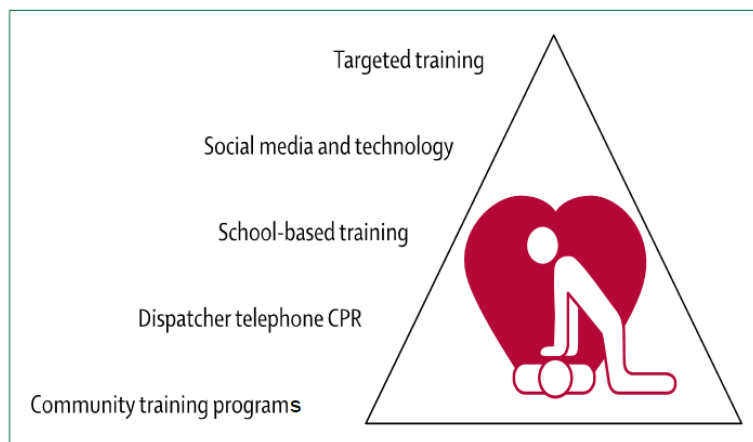 Targeted training
Social media and technology
School-based training
Dispatcher telephone CPR
Community training programs